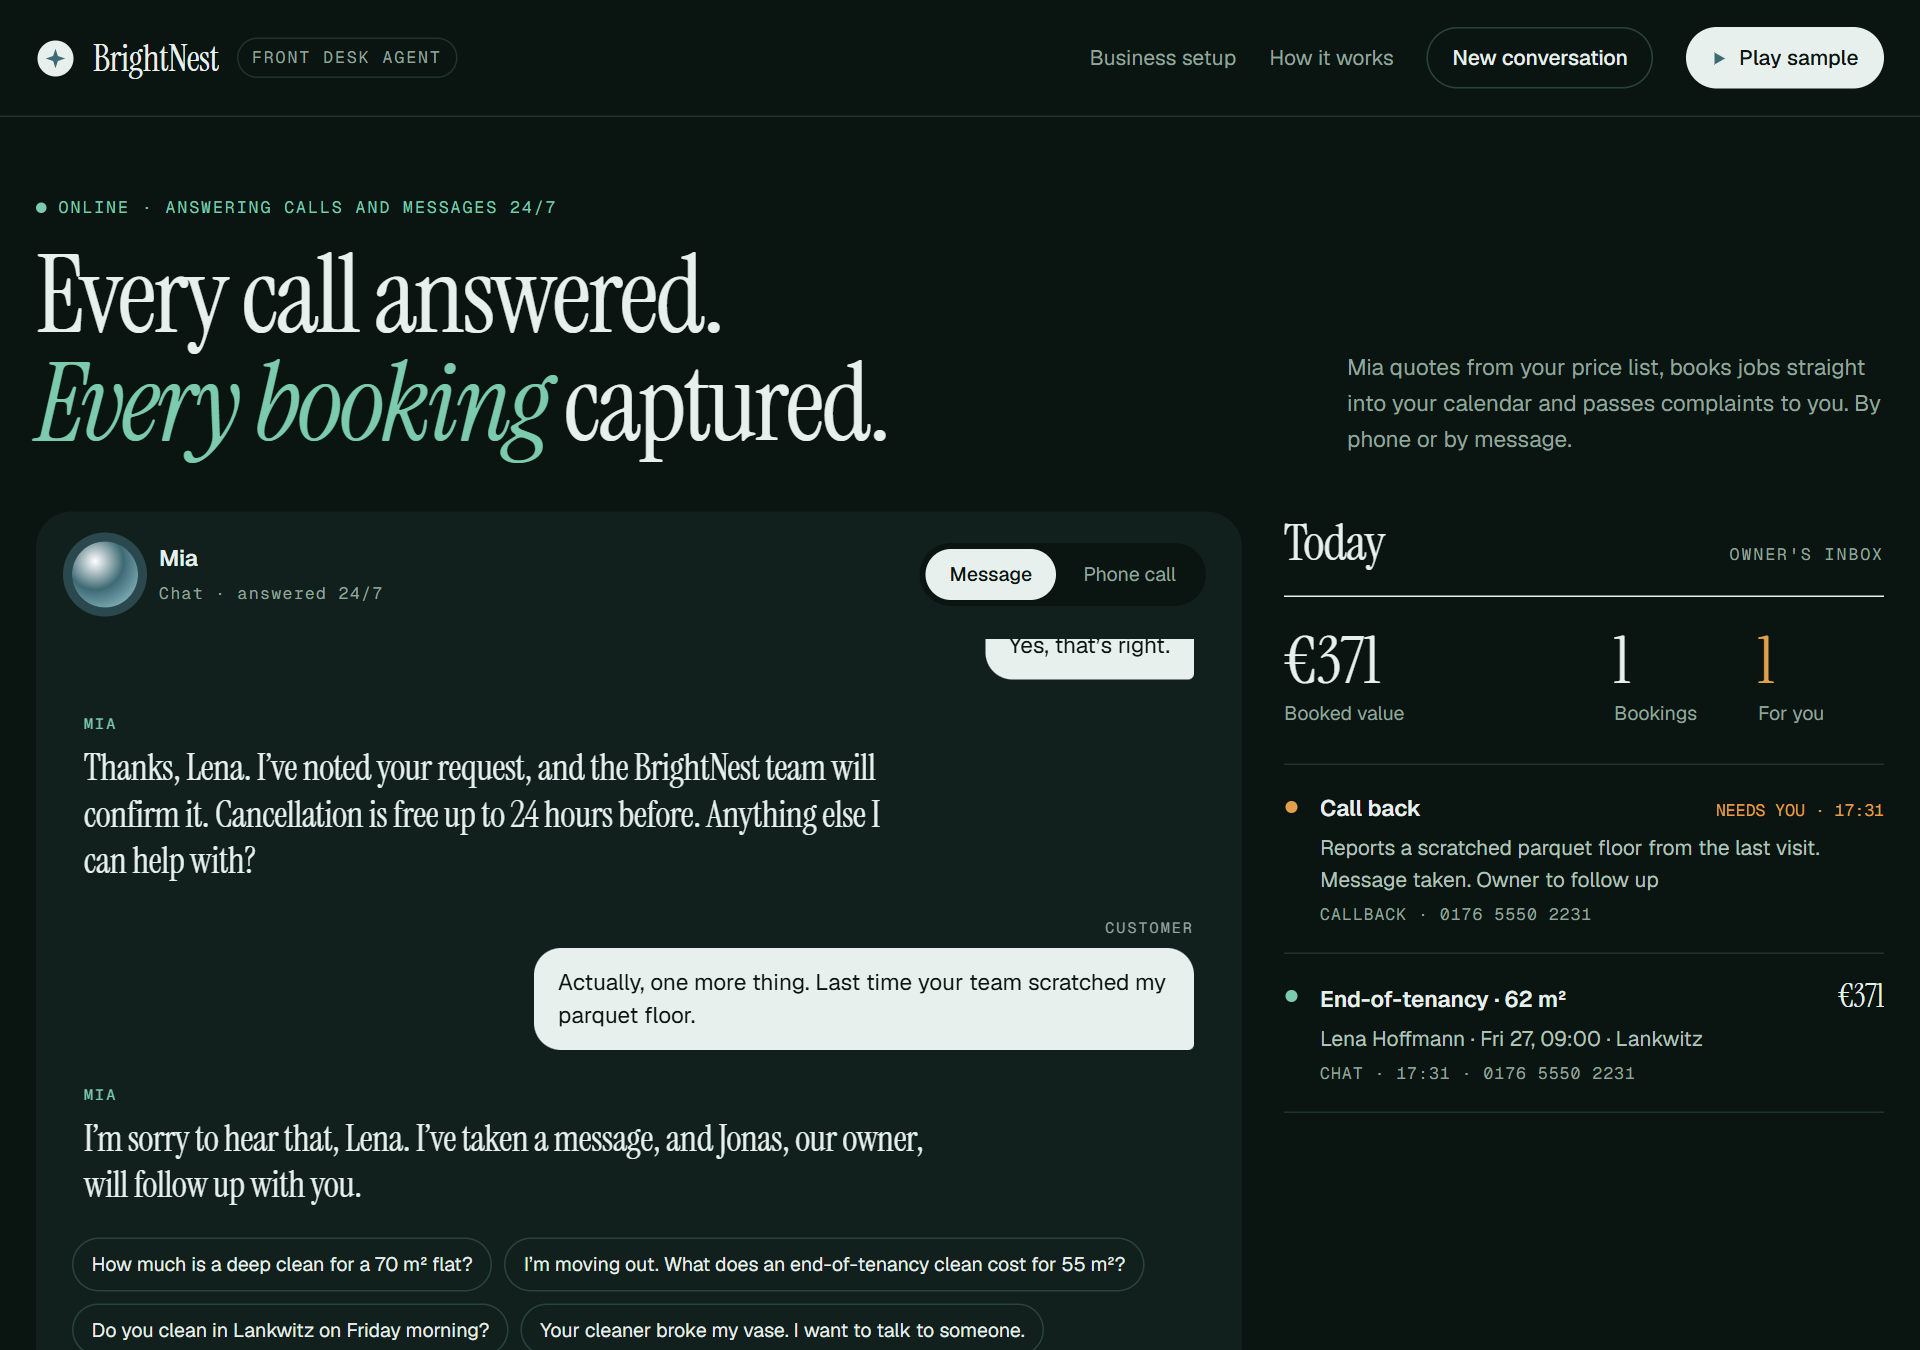 BrightNest
FRONT DESK AGENT
Business setup
How it works
New conversation
Play sample
ONLINE · ANSWERING CALLS AND MESSAGES 24/7
Every call answered.
Every booking captured.
Mia quotes from your price list, books jobs straight
into your calendar and passes complaints to you. By
phone or by message.
Mia
Chat · answered 24/7
Message
Phone call
Yes, that’s right.
MIA
Thanks, Lena. I’ve noted your request, and the BrightNest team will
confirm it. Cancellation is free up to 24 hours before. Anything else I
can help with?
CUSTOMER
Actually, one more thing. Last time your team scratched my
parquet floor.
MIA
I’m sorry to hear that, Lena. I’ve taken a message, and Jonas, our owner,
will follow up with you.
How much is a deep clean for a 70 m² flat?
I’m moving out. What does an end-of-tenancy clean cost for 55 m²?
Do you clean in Lankwitz on Friday morning?
Your cleaner broke my vase. I want to talk to someone.
Today
OWNER'S INBOX
€371
Booked value
1
Bookings
1
For you
Call back
NEEDS YOU · 17:31
Reports a scratched parquet floor from the last visit.
Message taken. Owner to follow up
CALLBACK · 0176 5550 2231
End-of-tenancy · 62 m²
€371
Lena Hoffmann · Fri 27, 09:00 · Lankwitz
CHAT · 17:31 · 0176 5550 2231